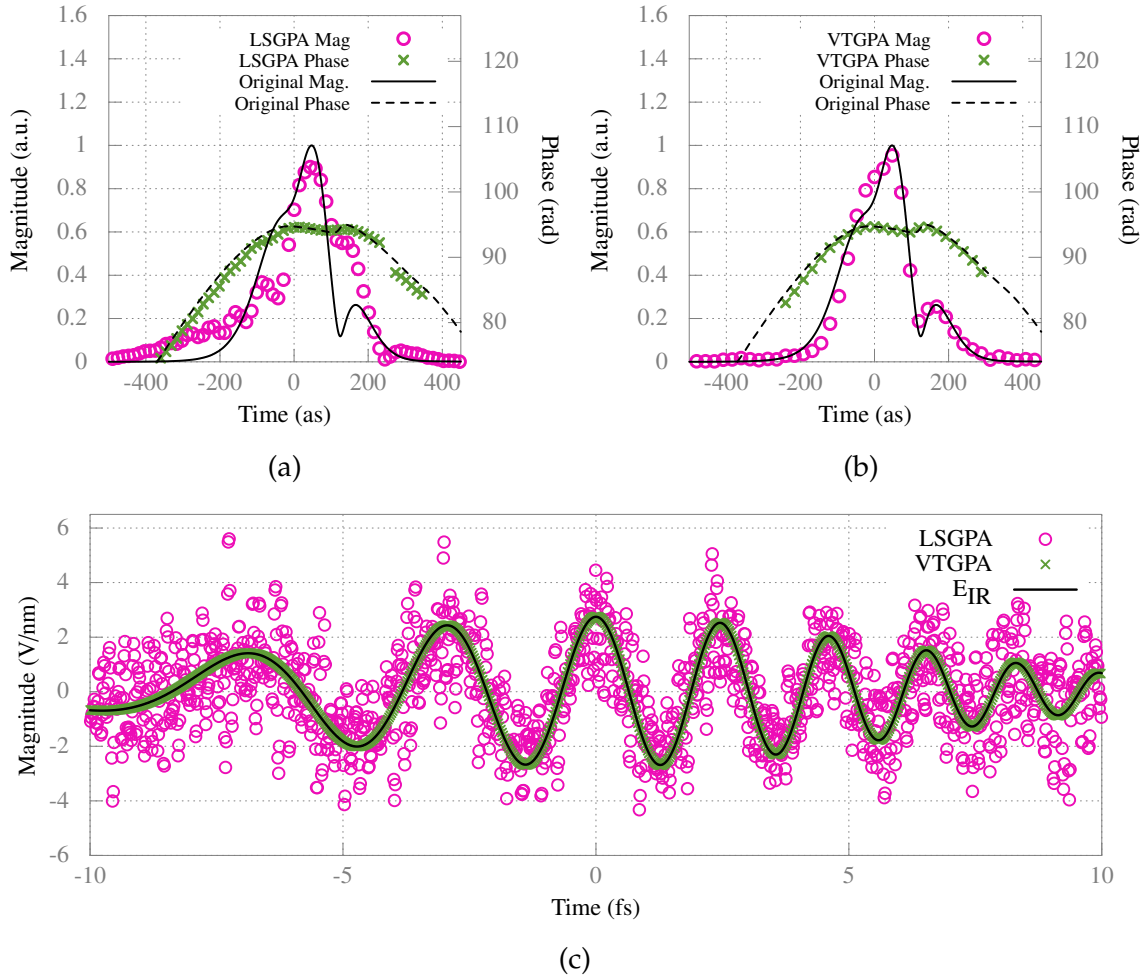 LSGPA Mag
LSGPA Phase
Original Mag.
Original Phase
Magnitude (a.u.)
0
0.2
0.4
0.6
0.8
1
1.2
1.4
1.6
-400
-200
0
200
400
Time (as)
80
90
100
110
120
Phase (rad)
(a)
VTGPA Mag
VTGPA Phase
Original Mag.
Original Phase
Magnitude (a.u.)
0
0.2
0.4
0.6
0.8
1
1.2
1.4
1.6
-400
-200
0
200
400
Time (as)
80
90
100
110
120
Phase (rad)
(b)
LSGPA
VTGPA
E_IR
Magnitude (V/nm)
-6
-4
-2
0
2
4
6
-10
-5
0
5
10
Time (fs)
(c)